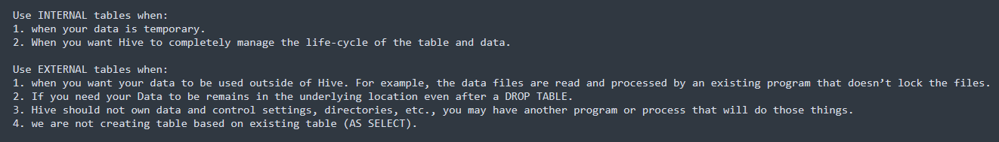 Use INTERNAL tables when:
1. when your data is temporary.
2. When you want Hive to completely manage the life-cycle of the table and data.
Use EXTERNAL tables when:
1. when you want your data to be used outside of Hive. For example, the data files are read and processed by an existing program that doesn’t lock the files.
2. If you need your Data to be remains in the underlying location even after a DROP TABLE.
3. Hive should not own data and control settings, directories, etc., you may have another program or process that will do those things.
4. we are not creating table based on existing table (AS SELECT).